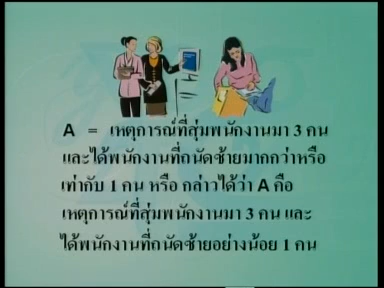 A = เหตุการณ์ที่สุ่มพนักงานมา 3 คน
และได้พนักงานที่ถนัดซ้ายมากกว่าหรือ
เท่ากับ 1 คน หรือ กล่าวได้ว่า A คือ
เหตุการณ์ที่สุ่มพนักงานมา 3 คน และ
ได้พนักงานที่ถนัดซ้ายอย่างน้อย 1 คน